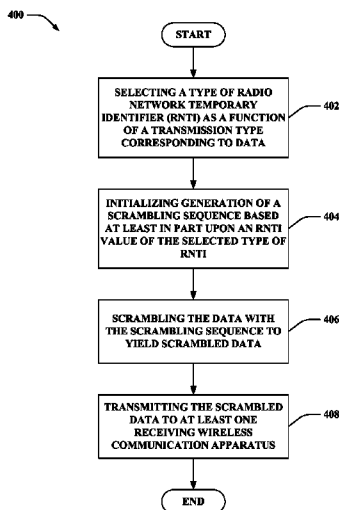 400
START
SELECTING A TYPE OF RADIO
NETWORK TEMPORARY
IDENTIFIER (RNTI) AS A FUNCTION
OF A TRANSMISSION TYPE
CORRESPONDING TO DATA
402
INITIALIZING GENERATION OF A
SCRAMBLING SEQUENCE BASED
AT LEAST IN PART UPON AN RNTI
VALUE OF THE SELECTED TYPE OF
RNTI
404
SCRAMBLING THE DATA WITH
THE SCRAMBLING SEQUENCE TO
YIELD SCRAMBLED DATA
406
TRANSMITTING THE SCRAMBLED
DATA TO AT LEAST ONE
RECEIVING WIRELESS
COMMUNICATION APPARATUS
408
END